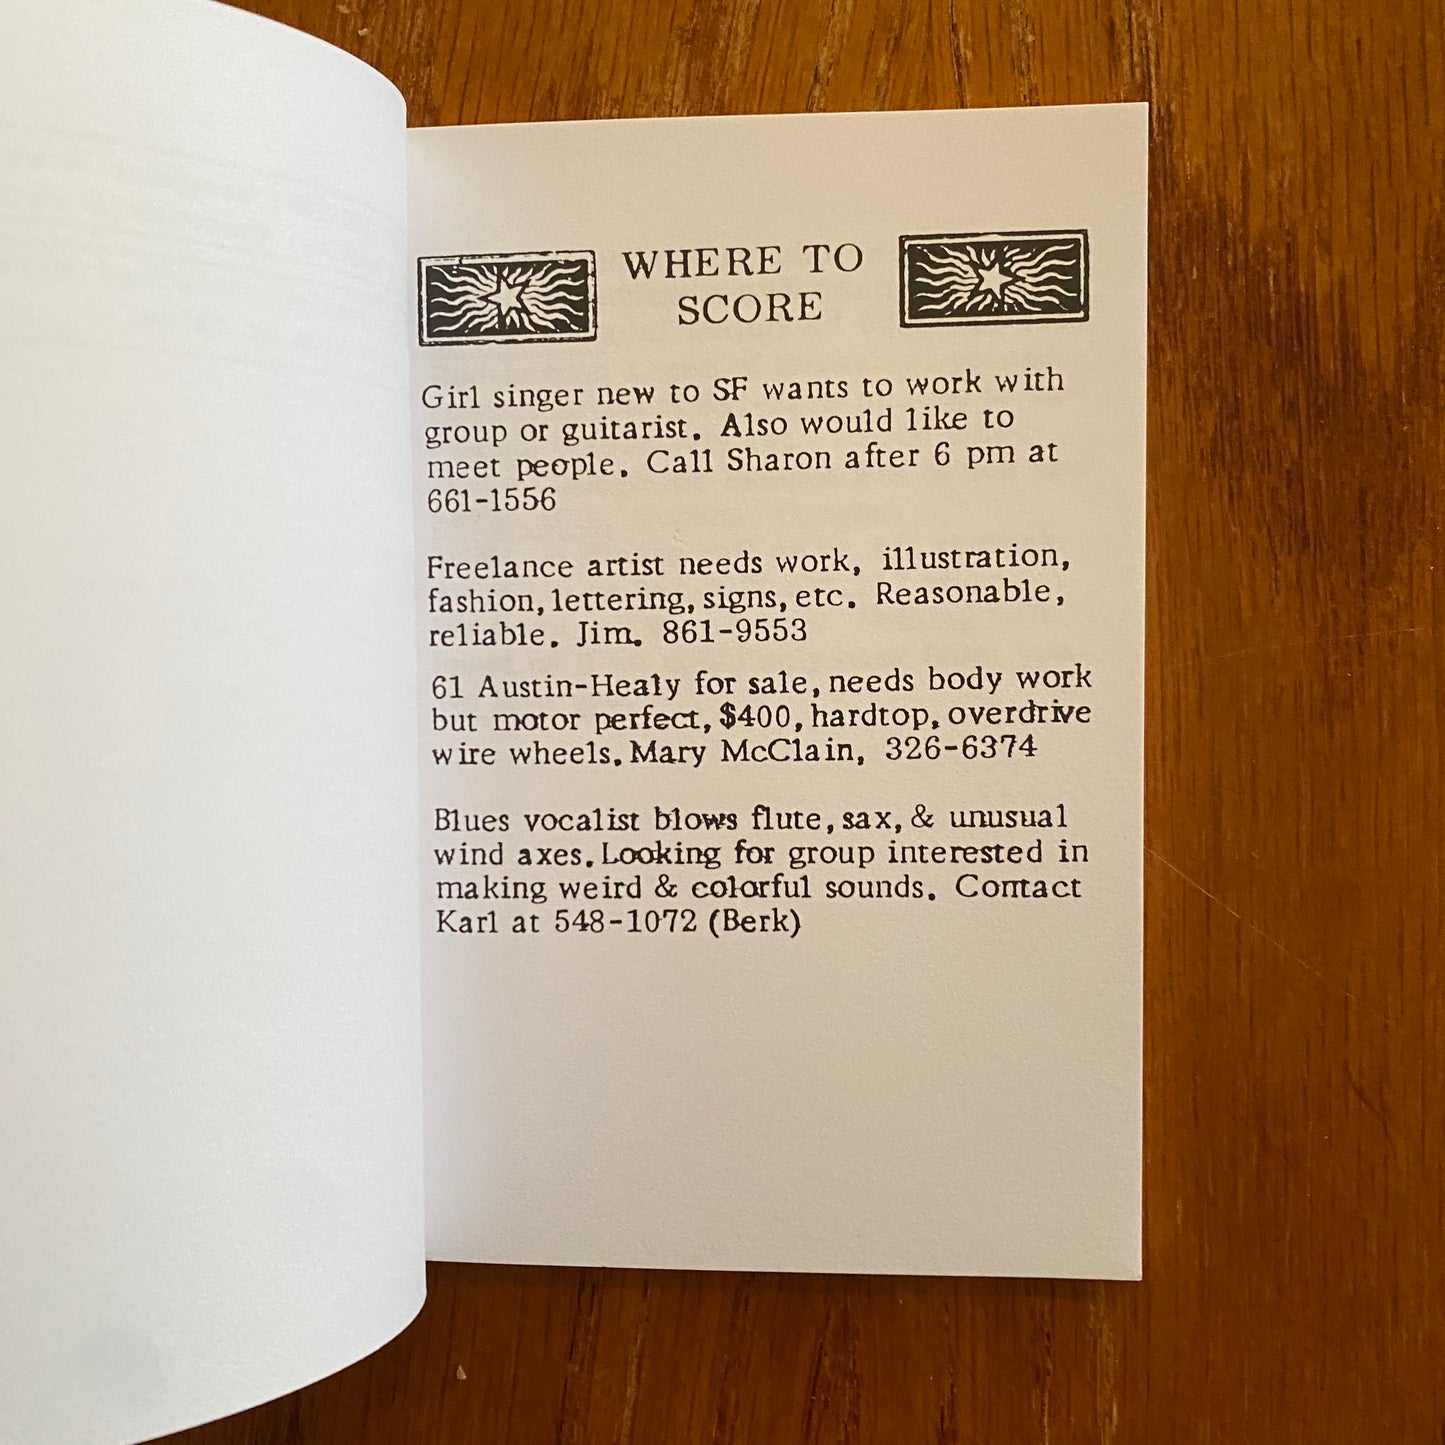 WHERE TO
SCORE
Girl singer new to SF wants to work with
group or guitarist. Also would like to
meet people. Call Sharon after 6 pm at
661-1556
Freelance artist needs work, illustration,
fashion, lettering, signs, etc. Reasonable,
reliable. Jim. 861-9553
61 Austin-Healy for sale, needs body work
but motor perfect, $400, hardtop, overdrive
wire wheels. Mary McClain, 326-6374
Blues vocalist blows flute, sax, & unusual
wind axes. Looking for group interested in
making weird & colorful sounds. Contact
Karl at 548-1072 (Berk)